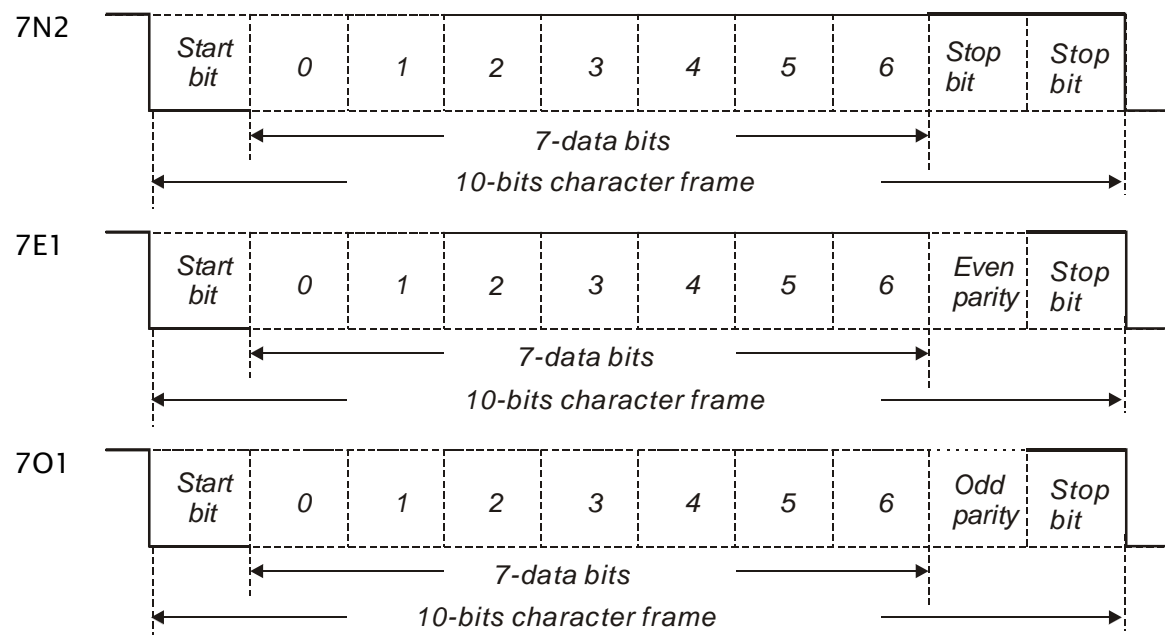 7N2
Start bit 0 1 2 3 4 5 6 Stop bit Stop bit
7-data bits
10-bits character frame
7E1
Start bit 0 1 2 3 4 5 6 Even parity Stop bit
7-data bits
10-bits character frame
7O1
Start bit 0 1 2 3 4 5 6 Odd parity Stop bit
7-data bits
10-bits character frame